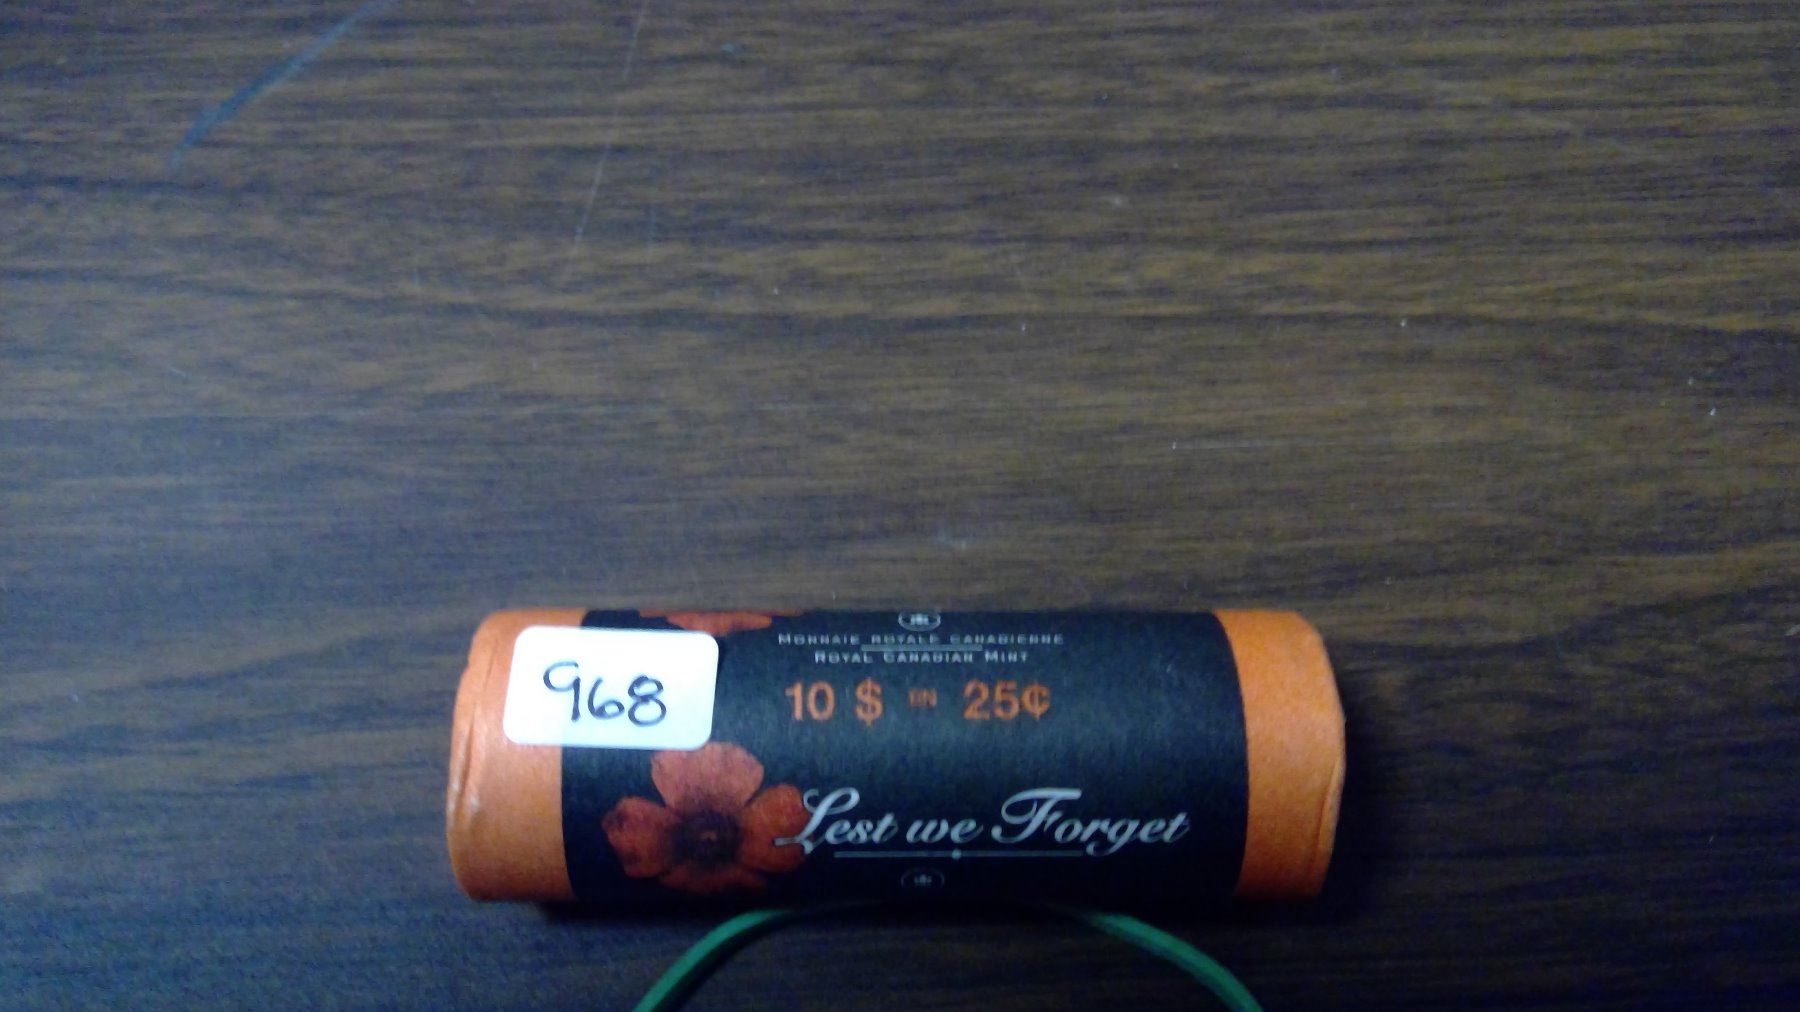 968
MONNAIE ROYALE CANADIENNE
ROYAL CANADIAN MINT
10 $ EN 25¢
Lest we Forget